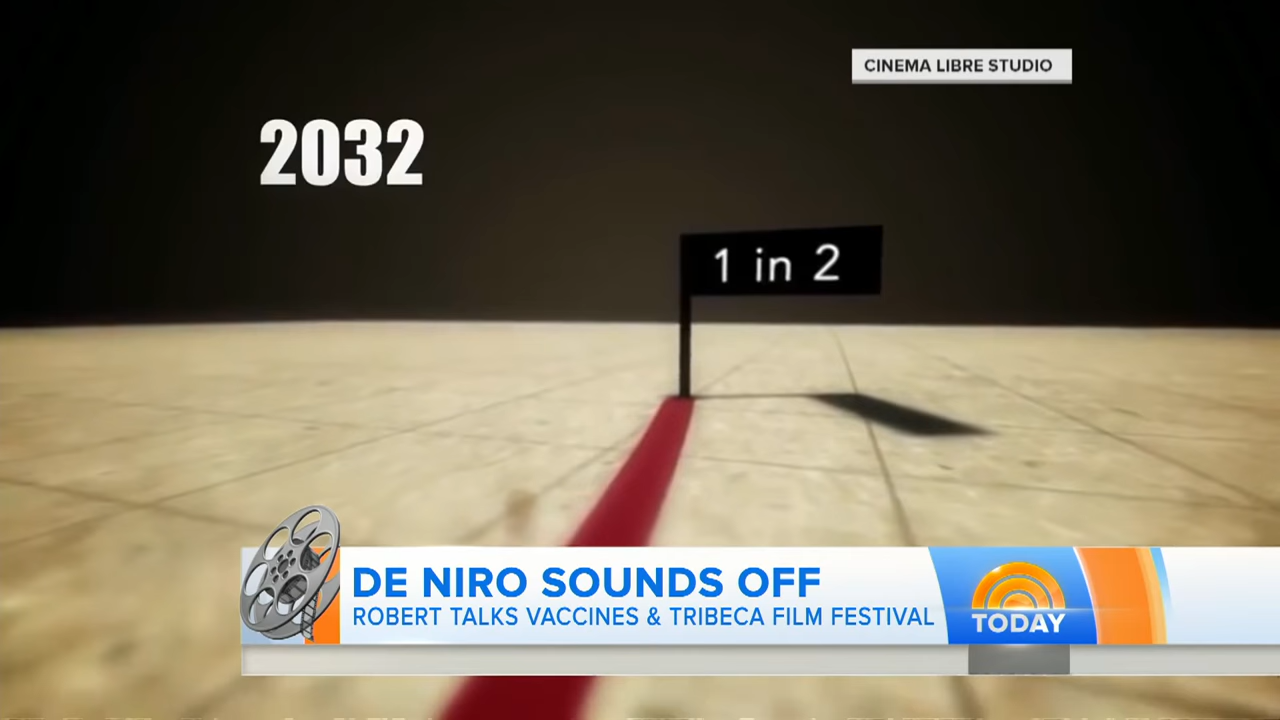 CINEMA LIBRE STUDIO
2032
1 in 2
DE NIRO SOUNDS OFF
ROBERT TALKS VACCINES & TRIBECA FILM FESTIVAL
TODAY